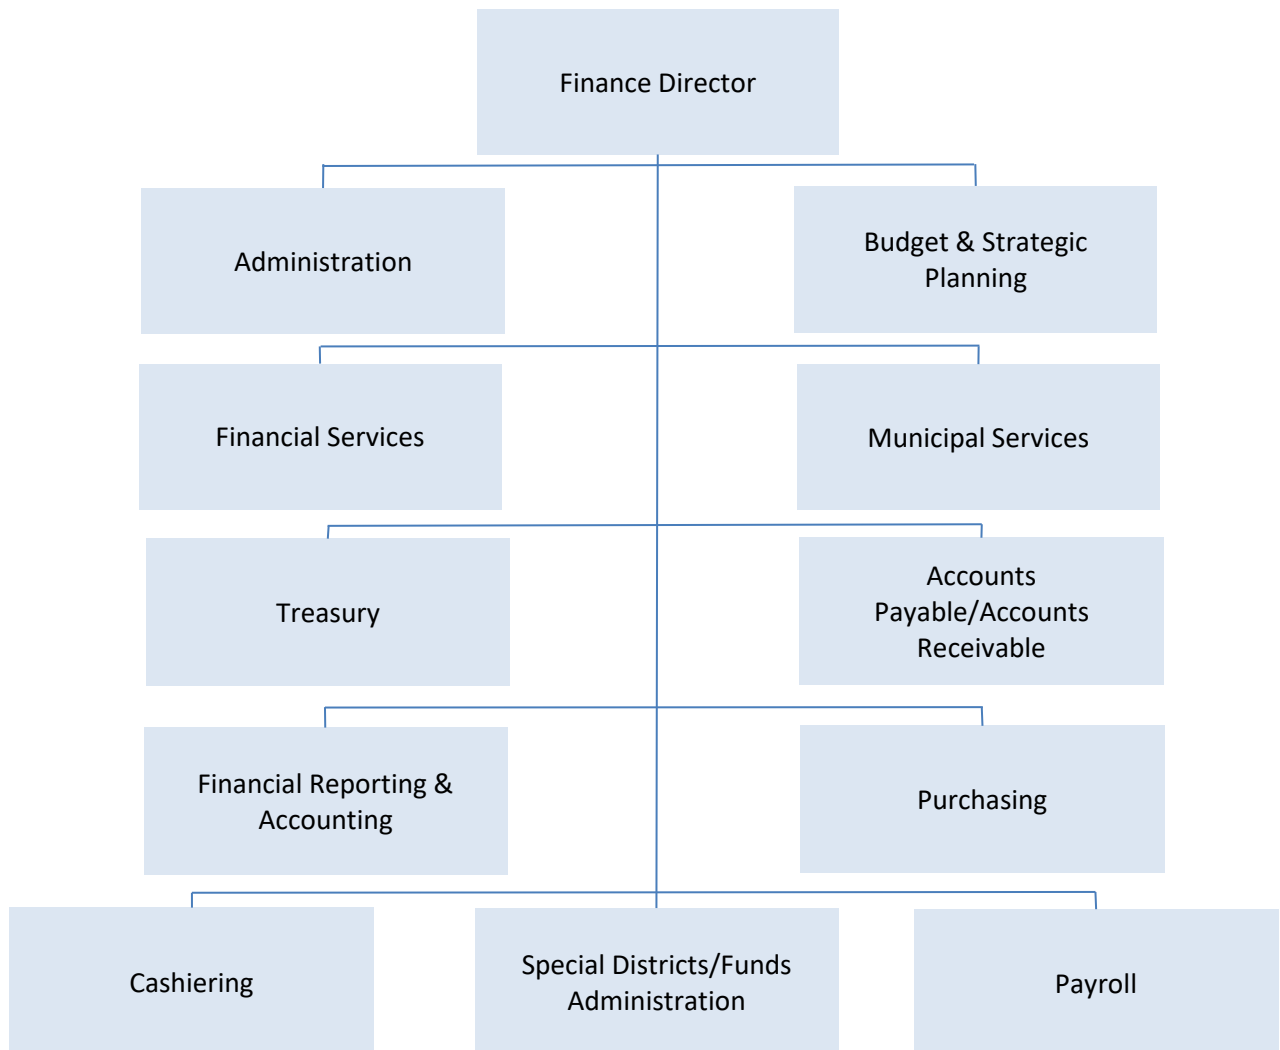 Finance Director
Administration
Budget & Strategic
Planning
Financial Services
Municipal Services
Treasury
Accounts
Payable/Accounts
Receivable
Financial Reporting &
Accounting
Purchasing
Cashiering
Special Districts/Funds
Administration
Payroll